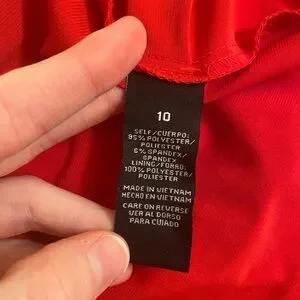 10
SELF/CUERPO:
95% POLYESTER/
POLIESTER
5% SPANDEX/
SPANDEX
LINING/FORRO:
100% POLYESTER/
POLIESTER
MADE IN VIETNAM
HECHO EN VIETNAM
CARE ON REVERSE
VER AL DORSO
PARA CUIADO